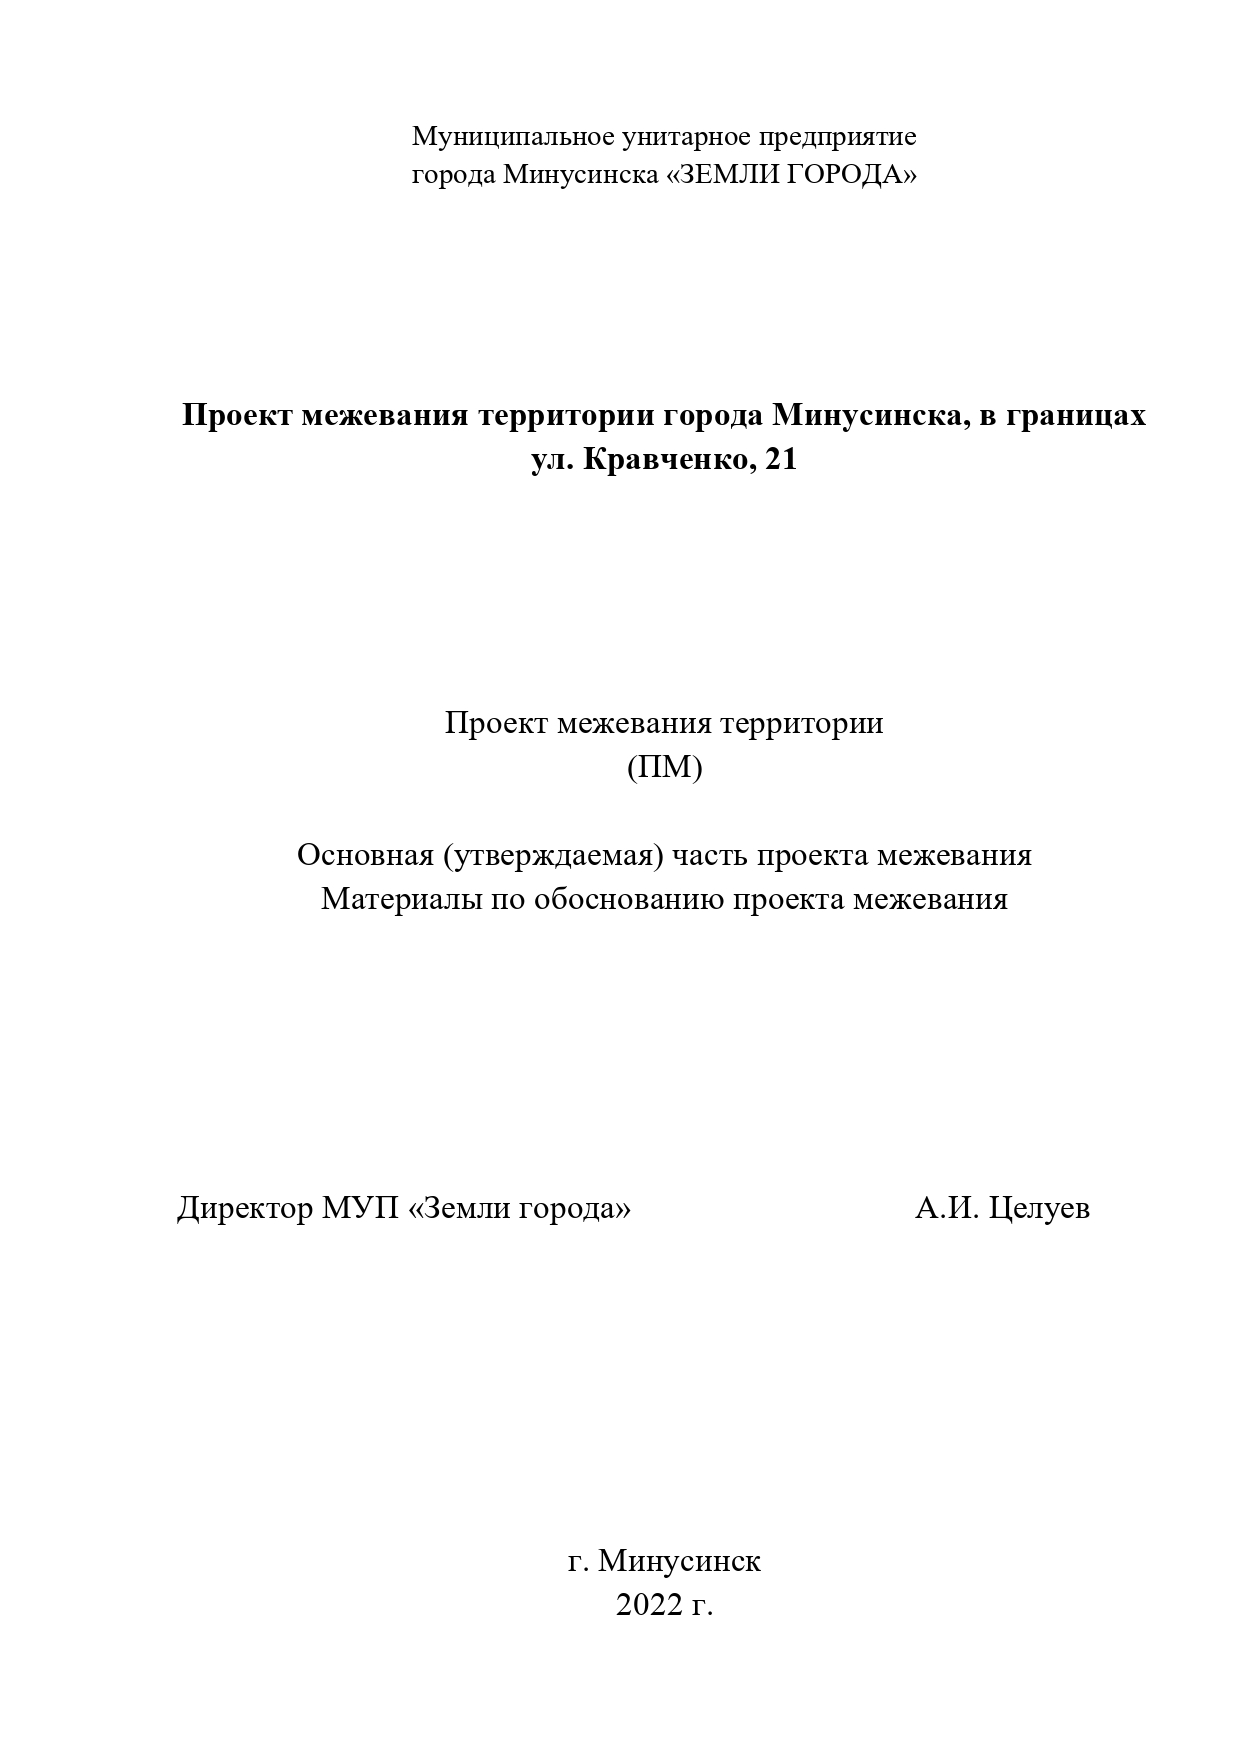 Муниципальное унитарное предприятие
города Минусинска «ЗЕМЛИ ГОРОДА»
Проект межевания территории города Минусинска, в границах
ул. Кравченко, 21
Проект межевания территории
(ПМ)
Основная (утверждаемая) часть проекта межевания
Материалы по обоснованию проекта межевания
Директор МУП «Земли города» А.И. Целуев
г. Минусинск
2022 г.